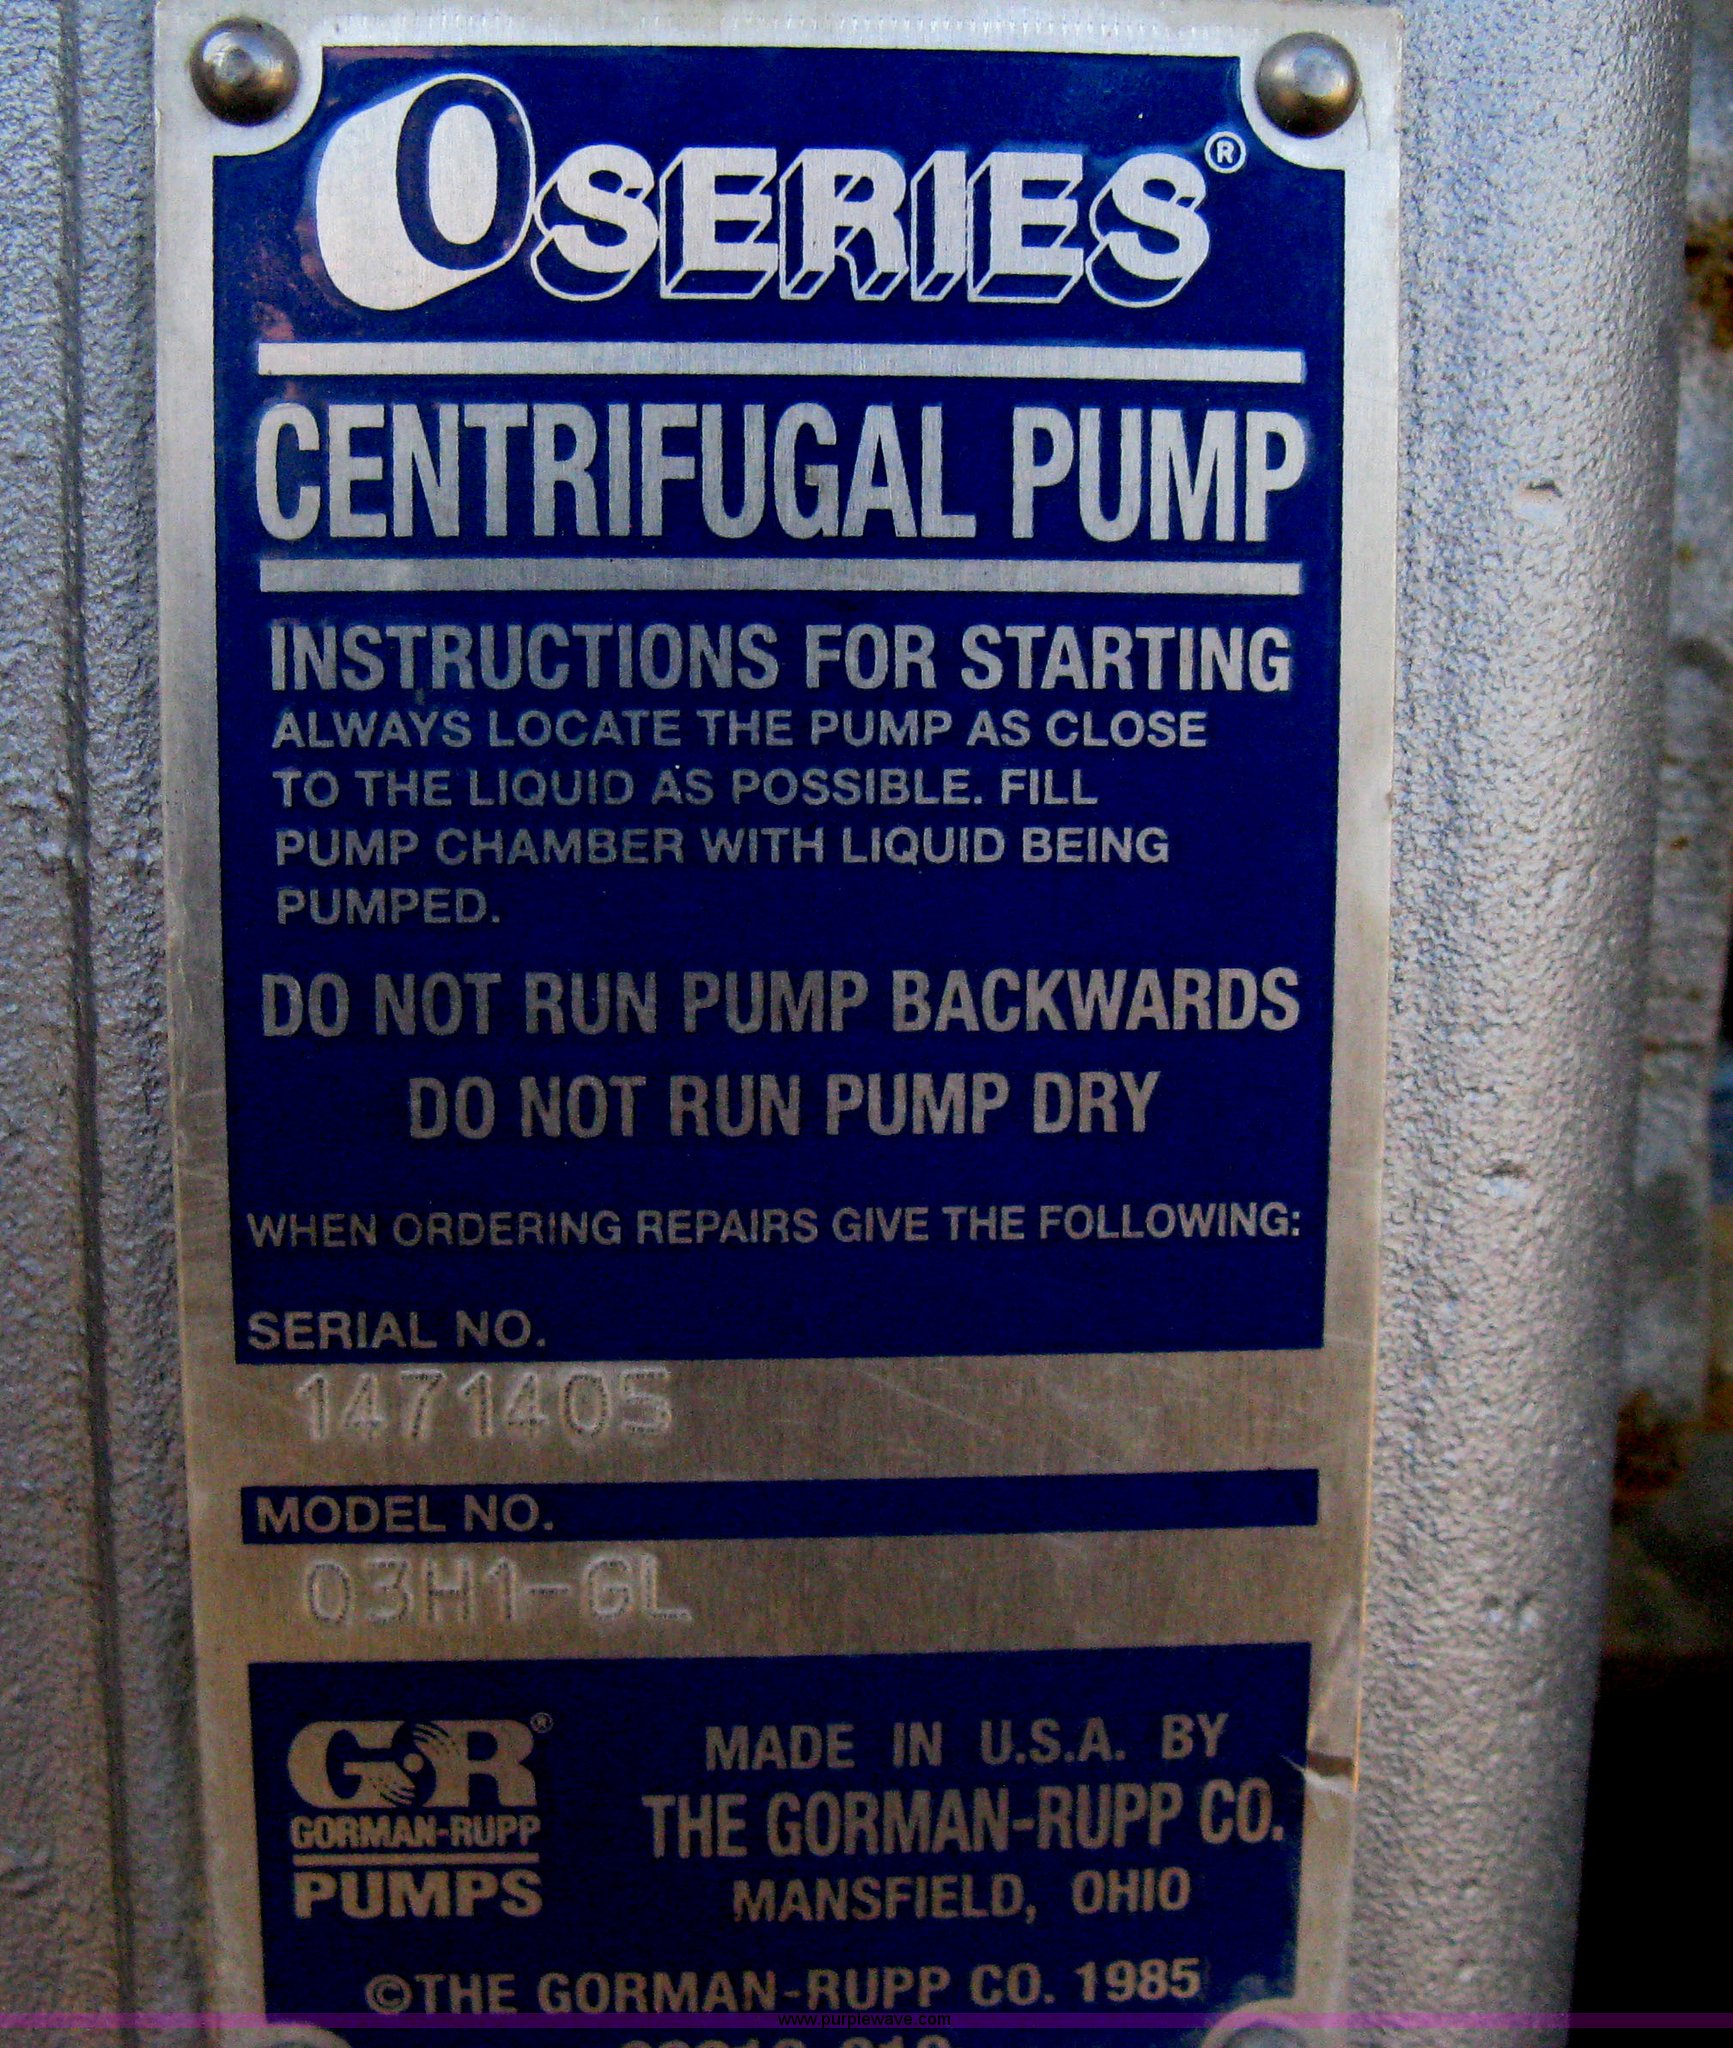 O SERIES®
CENTRIFUGAL PUMP
INSTRUCTIONS FOR STARTING
ALWAYS LOCATE THE PUMP AS CLOSE
TO THE LIQUID AS POSSIBLE. FILL
PUMP CHAMBER WITH LIQUID BEING
PUMPED.
DO NOT RUN PUMP BACKWARDS
DO NOT RUN PUMP DRY
WHEN ORDERING REPAIRS GIVE THE FOLLOWING:
SERIAL NO.
1471405
MODEL NO.
03H1-GL
GR®
GORMAN-RUPP
PUMPS
MADE IN U.S.A. BY
THE GORMAN-RUPP CO.
MANSFIELD, OHIO
©THE GORMAN-RUPP CO. 1985
www.purplewave.com